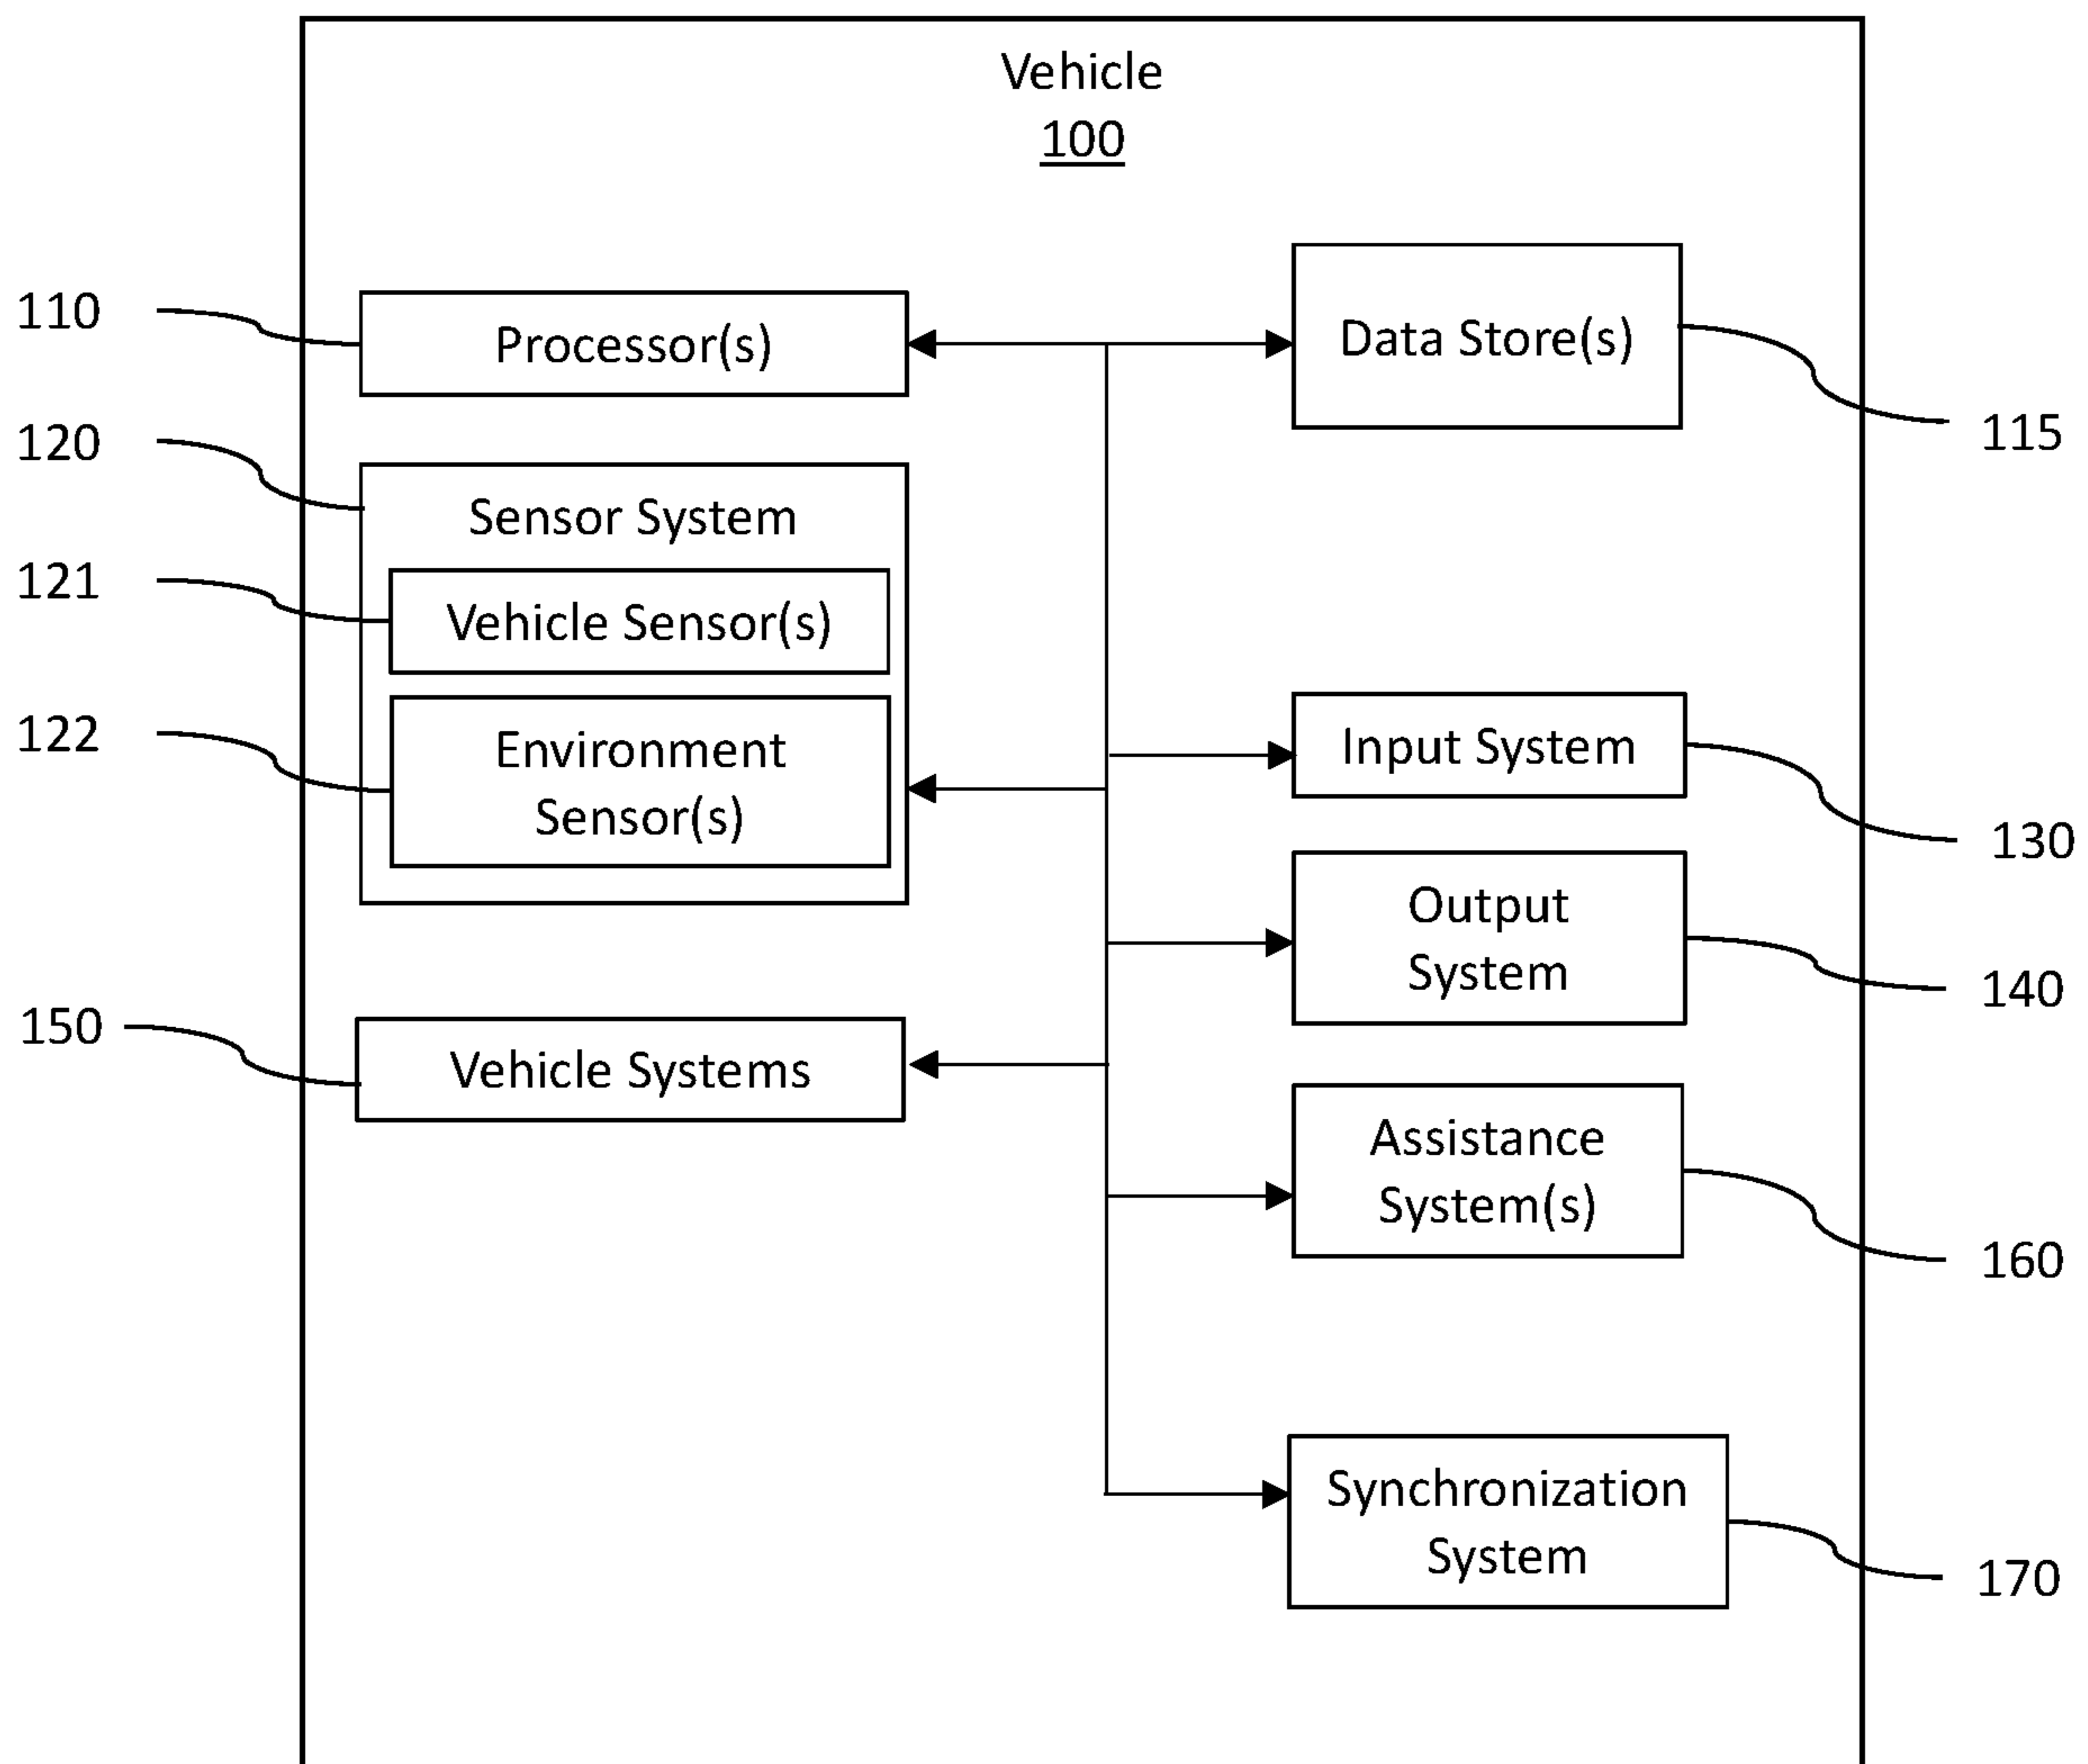 Vehicle
100
110
Processor(s)
Data Store(s)
115
120
Sensor System
121
Vehicle Sensor(s)
122
Environment
Sensor(s)
Input System
130
Output
System
140
150
Vehicle Systems
Assistance
System(s)
160
Synchronization
System
170